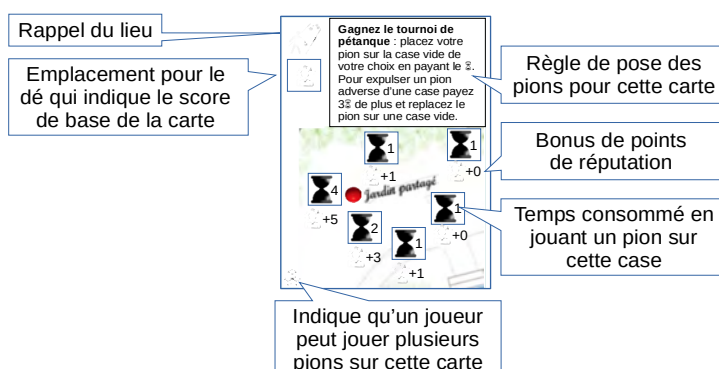 Rappel du lieu
Emplacement pour le
dé qui indique le score
de base de la carte
Gagnez le tournoi de
pétanque : placez votre
pion sur la case vide de
votre choix en payant le ⌛.
Pour expulser un pion
adverse d'une case payez
3⌛ de plus et replacez le
pion sur une case vide.
Règle de pose des
pions pour cette carte
Bonus de points
de réputation
Temps consommé en
jouant un pion sur
cette case
1
+1
1
+0
4
+5
Jardin partagé
1
+0
2
+3
1
+1
Indique qu'un joueur
peut jouer plusieurs
pions sur cette carte